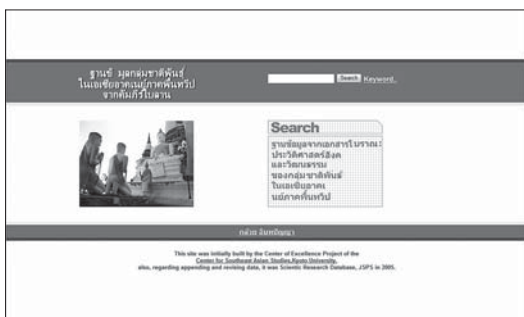 ฐานข้ มูลกลุ่มชาติพันธุ์
ในเอเชียอาคเนย์ภาคพื้นทวีป
จากคัมภีร์ใบลาน
Search Keyword.
Search
ฐานข้อมูลจากเอกสารโบราณ:
ประวัติศาสตร์สังค
และวัฒนธรรม
ของกลุ่มชาติพันธุ์
ในเอเชียอาคเ
นย์ภาคพื้นทวีป
อินทปัญญา
This site was initially built by the Center of Excellence Project of the
Center for Southeast Asian Studies,Kyoto University.
also, regarding appending and revising data, it was Scientic Research Database, JSPS in 2005.